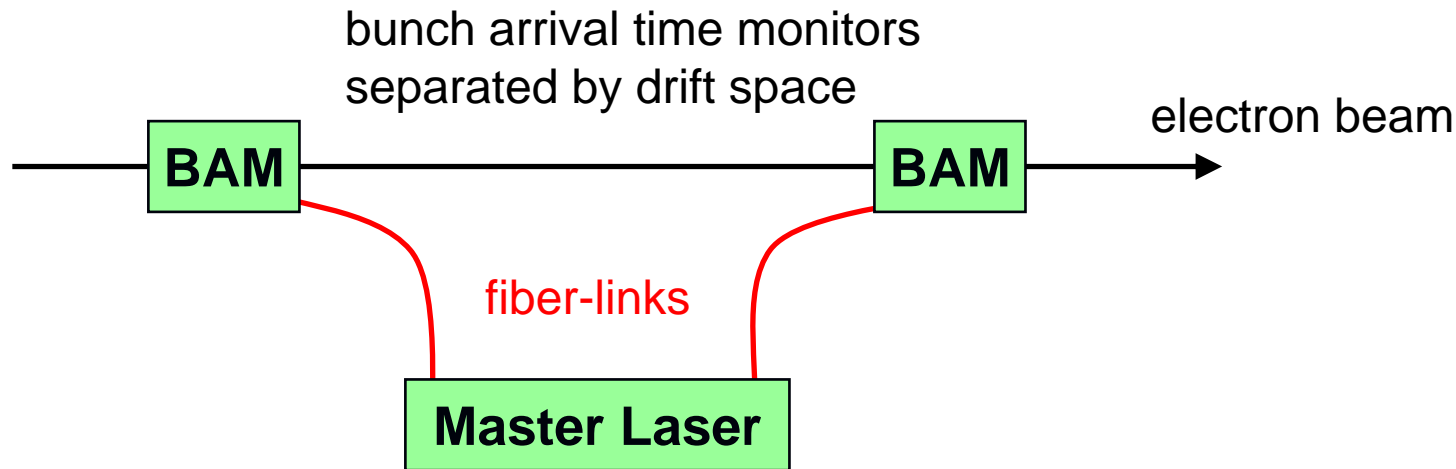 bunch arrival time monitors
separated by drift space
electron beam
BAM
BAM
fiber-links
Master Laser